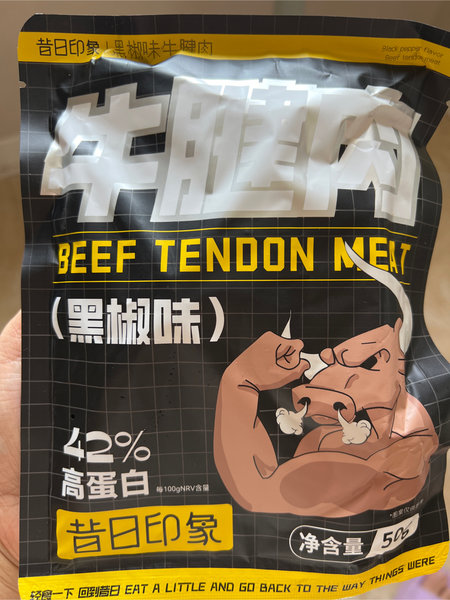 昔日印象 | 黑椒味牛腱肉
Black pepper flavor
Beef tendon meat
牛腱肉
BEEF TENDON MEAT
(黑椒味)
42%
高蛋白 每100gNRV含量
昔日印象
净含量 50g
轻食一下 回到昔日 EAT A LITTLE AND GO BACK TO THE WAY THINGS WERE